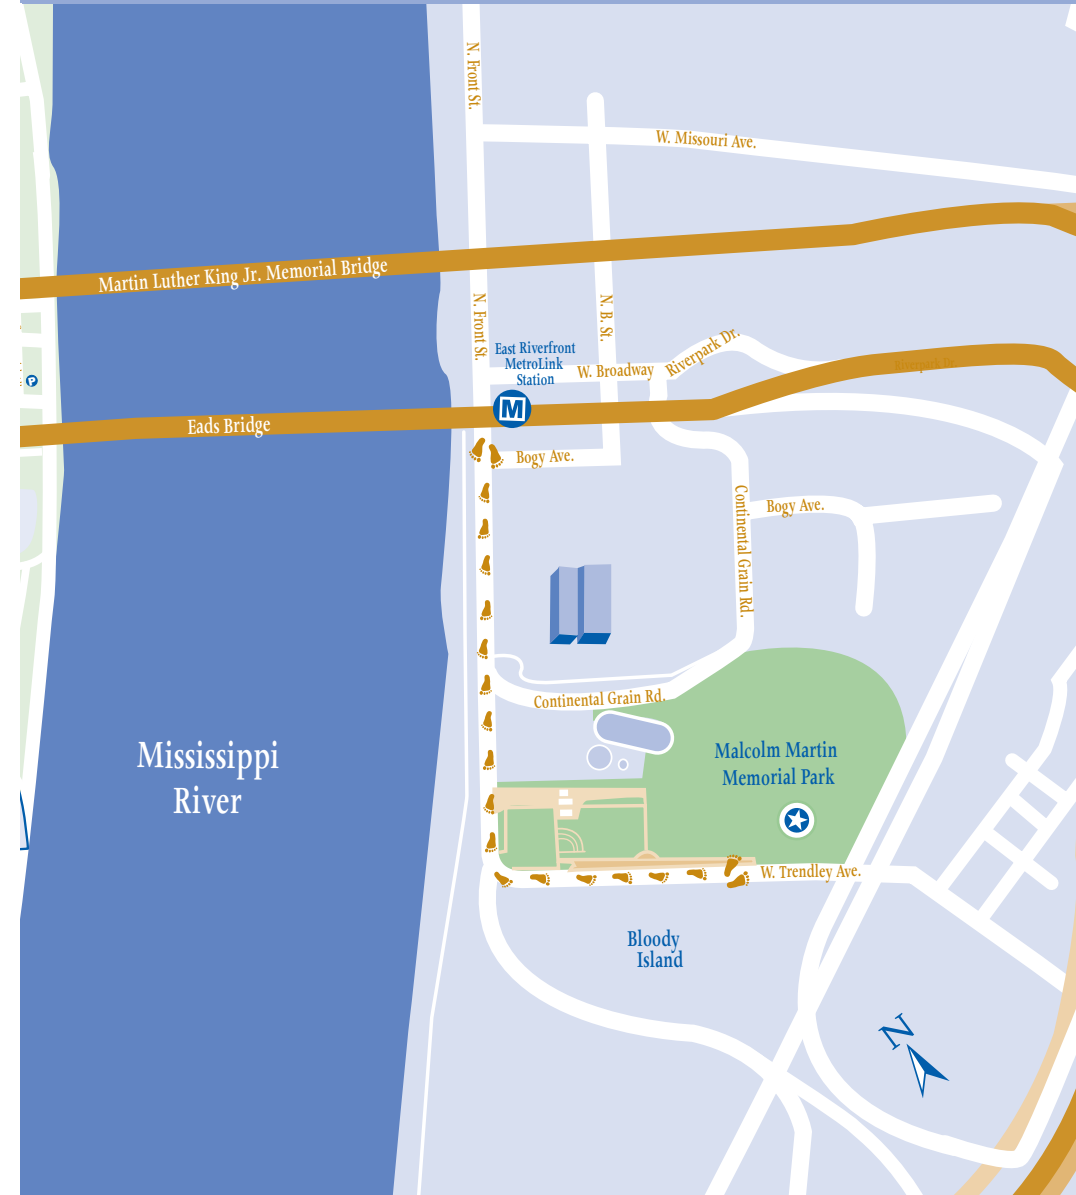 N. Front St.
W. Missouri Ave.
Martin Luther King Jr. Memorial Bridge
N. Front St.
N. B. St.
East Riverfront
MetroLink
Station
W. Broadway
Riverpark Dr.
Riverpark Dr.
P
M
Eads Bridge
Bogy Ave.
Continental Grain Rd.
Bogy Ave.
Continental Grain Rd.
Mississippi
River
Malcolm Martin
Memorial Park
W. Trendley Ave.
Bloody
Island
N